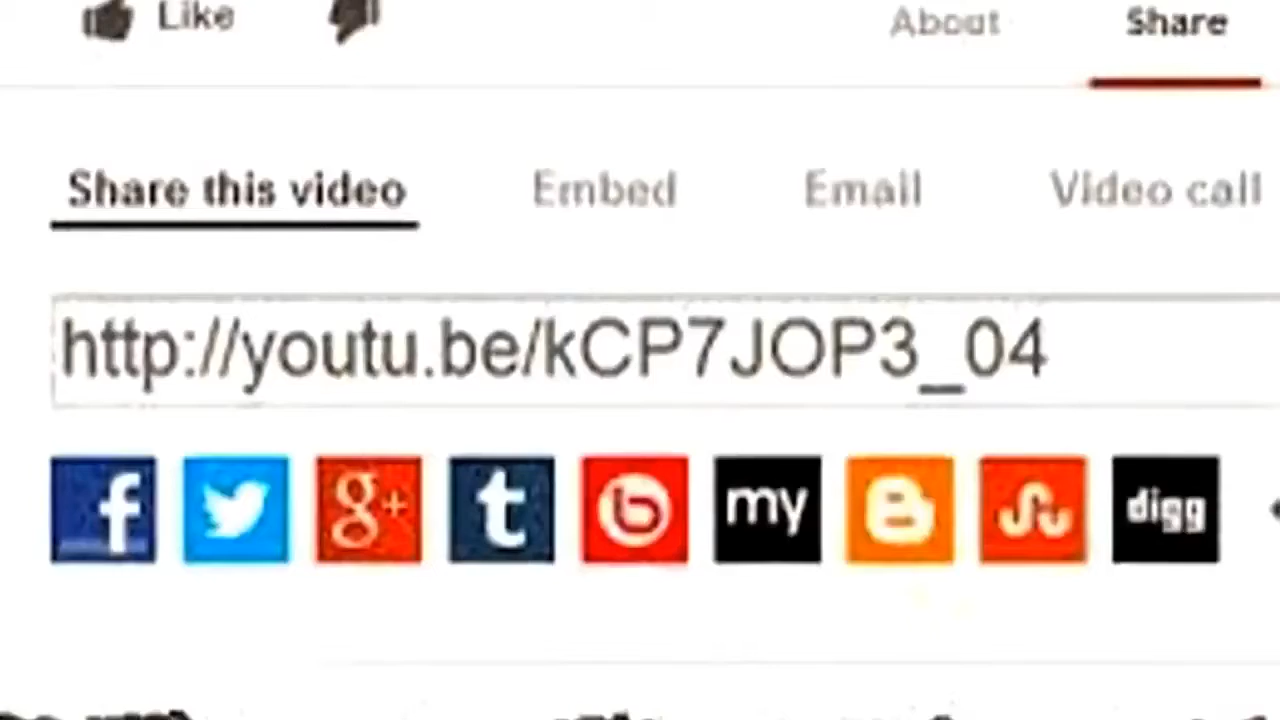 Like About Share
Share this video Embed Email Video call
http://youtu.be/kCP7JOP3_04
f g+ t b my B digg